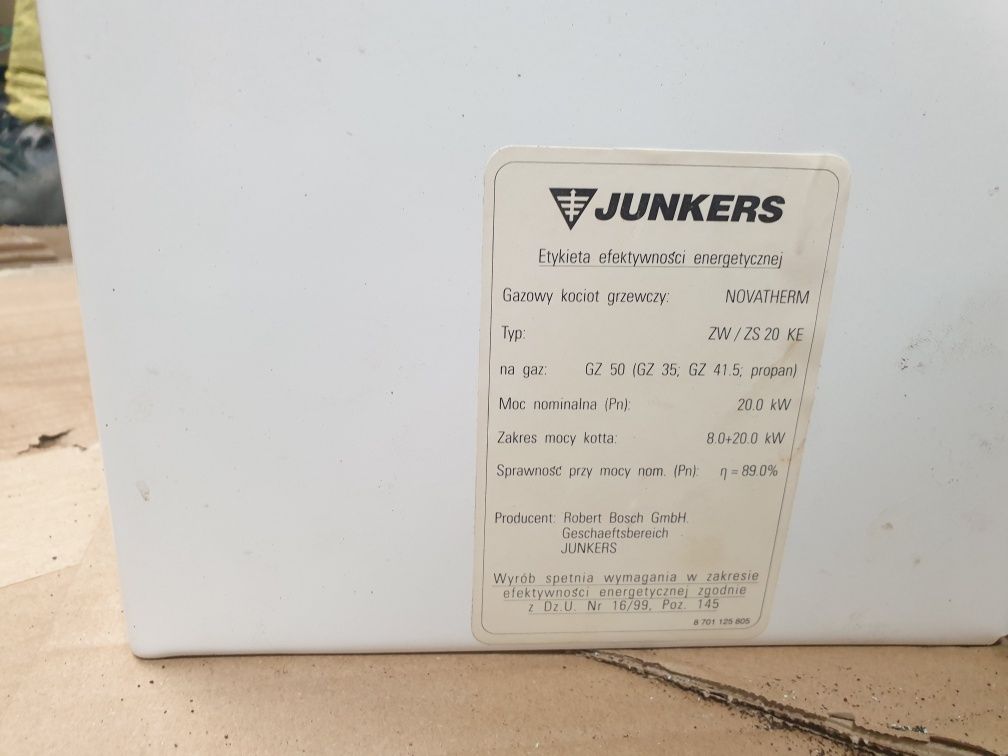 JUNKERS
Etykieta efektywności energetycznej
Gazowy kociot grzewczy: NOVATHERM
Typ: ZW / ZS 20 KE
na gaz: GZ 50 (GZ 35; GZ 41.5; propan)
Moc nominalna (Pn): 20.0 kW
Zakres mocy kotta: 8.0÷20.0 kW
Sprawność przy mocy nom. (Pn): η = 89.0%
Producent: Robert Bosch GmbH.
Geschaeftsbereich
JUNKERS
Wyrób spetnia wymagania w zakresie
efektywności energetycznej zgodnie
z Dz.U. Nr 16/99, Poz. 145
8 701 125 805